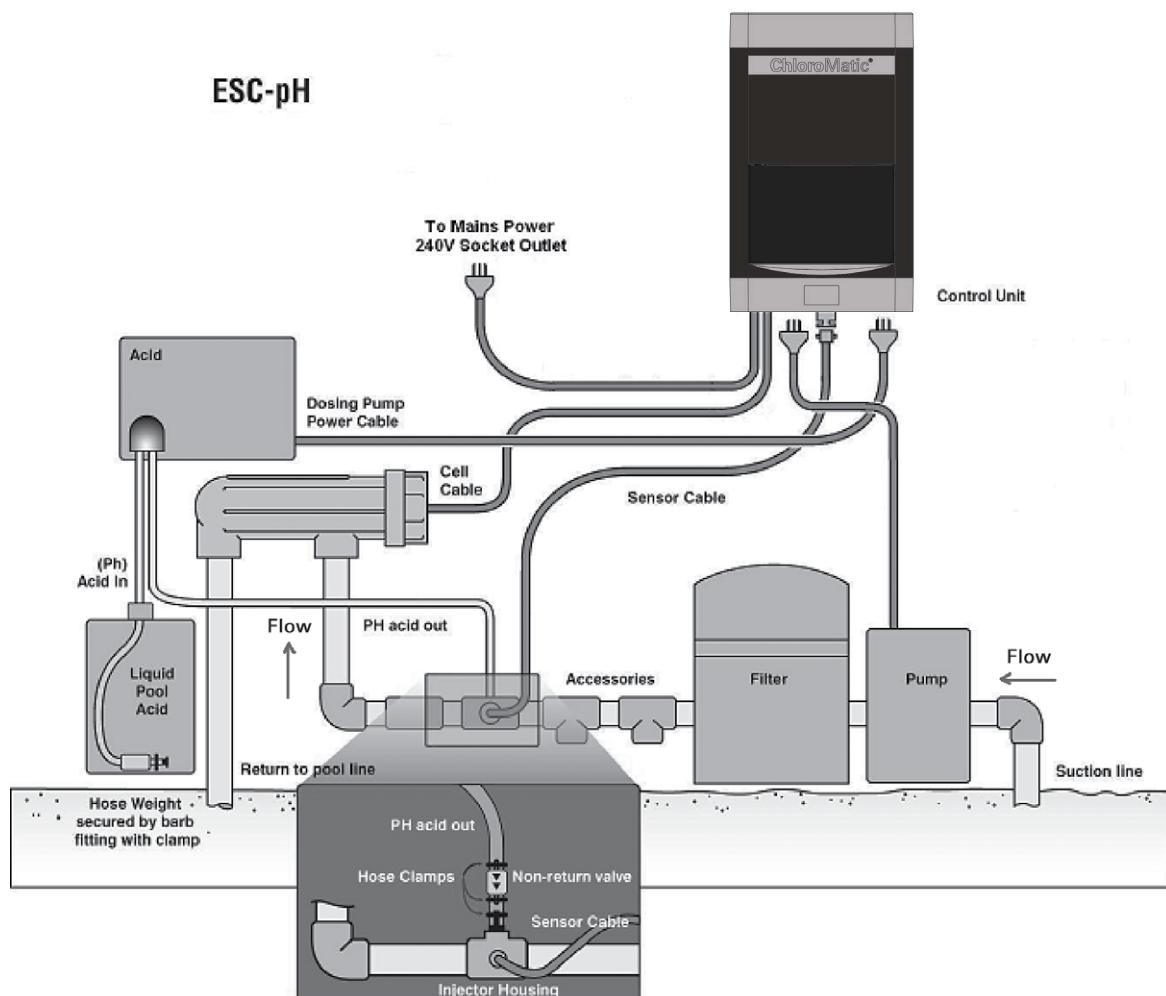 ChloroMatic®
ESC-pH
To Mains Power
240V Socket Outlet
Control Unit
Acid
Dosing Pump
Power Cable
Cell
Cable
Sensor Cable
(Ph)
Acid In
Flow
PH acid out
Liquid
Pool
Acid
Accessories
Filter
Pump
Flow
Return to pool line
Suction line
Hose Weight
secured by barb
fitting with clamp
PH acid out
Hose Clamps
Non-return valve
Sensor Cable
Injector Housing